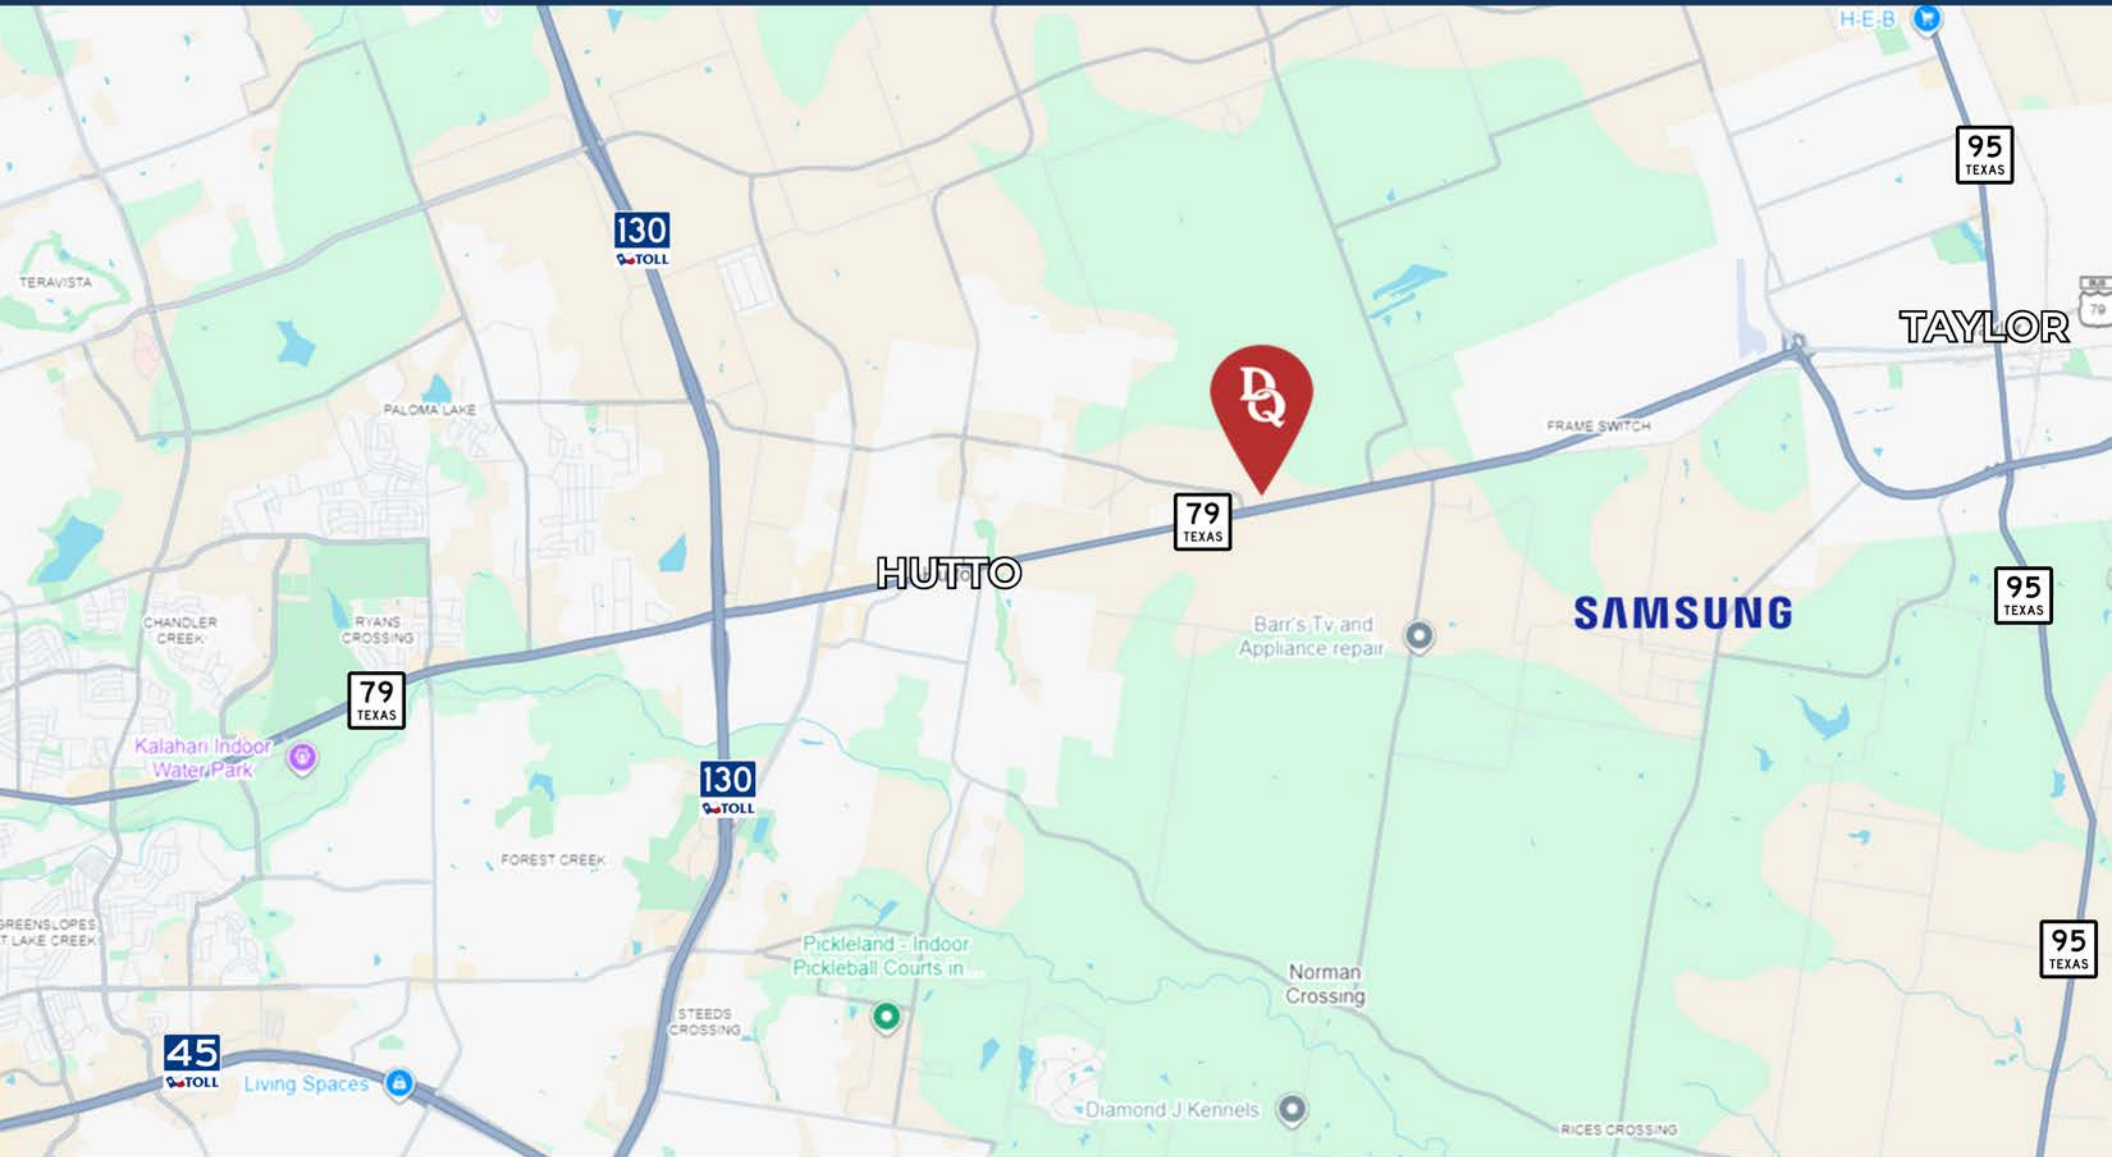 H-E-B
95
TEXAS
130
TOLL
TERAVISTA
BUS
79
TAYLOR
DQ
PALOMA LAKE
FRAME SWITCH
79
TEXAS
HUTTO
95
TEXAS
SAMSUNG
CHANDLER
CREEK
RYANS
CROSSING
Barr's Tv and
Appliance repair
79
TEXAS
Kalahari Indoor
Water Park
130
TOLL
FOREST CREEK
GREENSLOPES
T LAKE CREEK
Pickleland - Indoor
Pickleball Courts in...
95
TEXAS
Norman
Crossing
STEEDS
CROSSING
45
TOLL
Living Spaces
Diamond J Kennels
RICES CROSSING